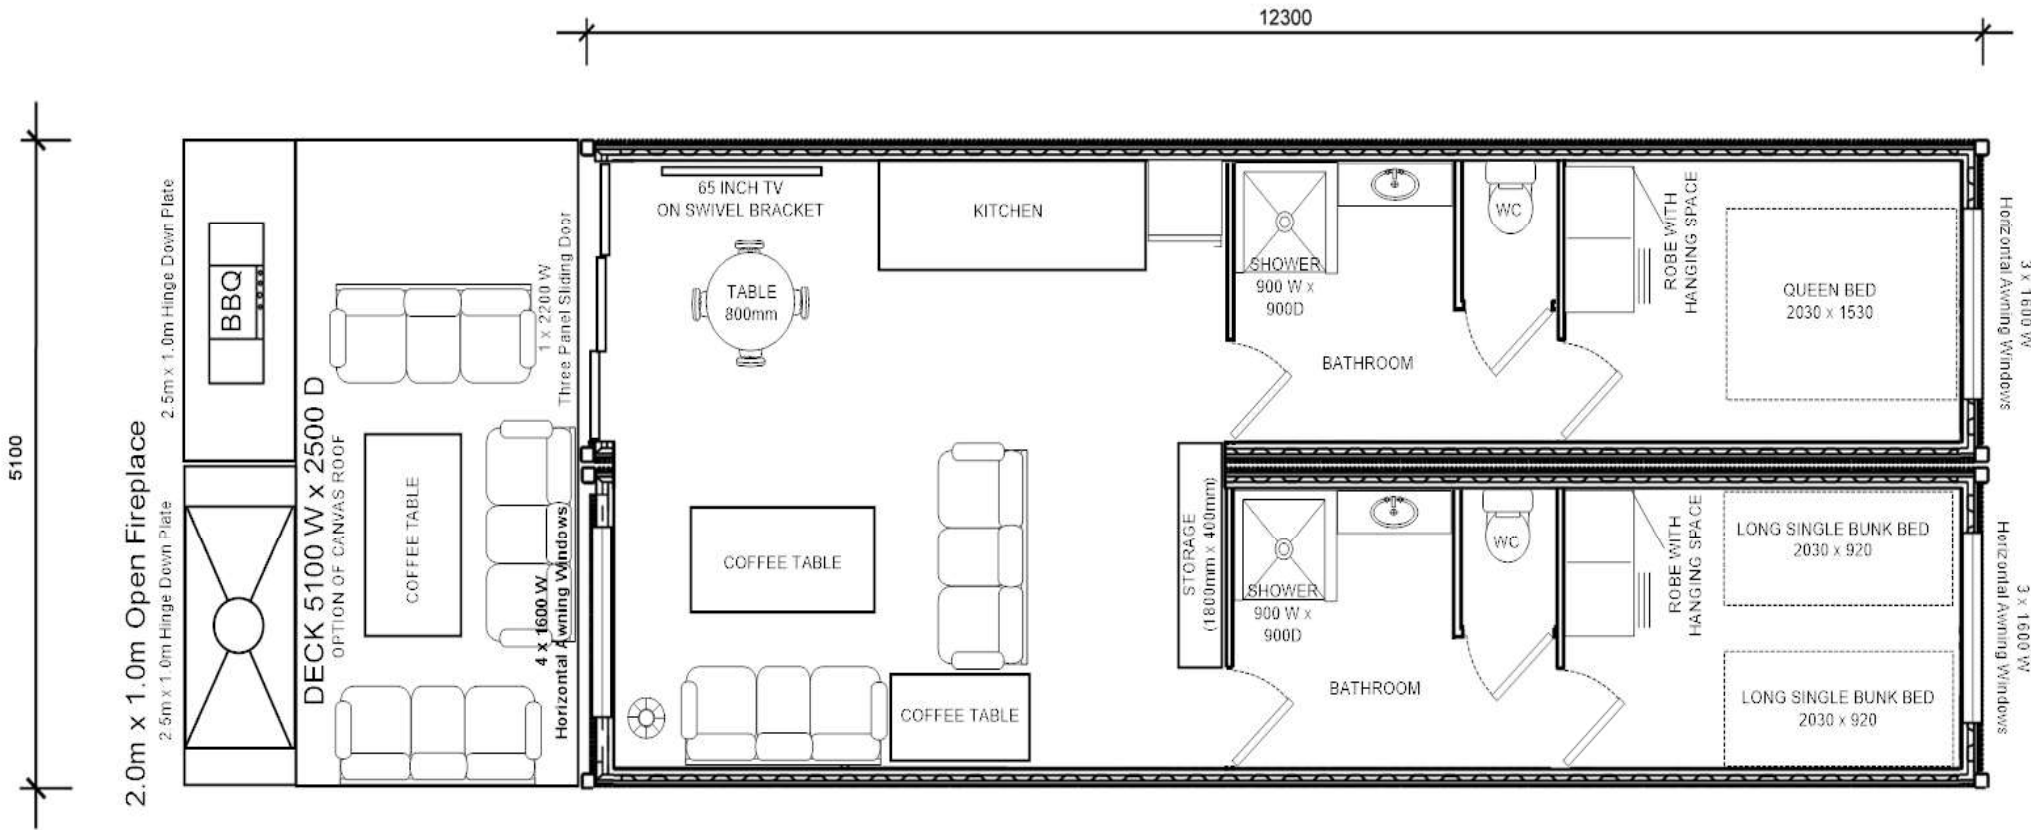 12300
5100
2.0m x 1.0m Open Fireplace
2.5m x 1.0m Hinge Down Plate
2.5m x 1.0m Hinge Down Plate
BBQ
DECK 5100 W x 2500 D
OPTION OF CANVAS ROOF
COFFEE TABLE
1 x 2200 W
Three Panel Sliding Door
4 x 1600 W
Horizontal Awning Windows
65 INCH TV
ON SWIVEL BRACKET
TABLE
800mm
KITCHEN
COFFEE TABLE
COFFEE TABLE
STORAGE
(1800mm x 400mm)
SHOWER
900 W x
900D
BATHROOM
WC
ROBE WITH
HANGING SPACE
QUEEN BED
2030 x 1530
3 x 1600 W
Horizontal Awning Windows
SHOWER
900 W x
900D
BATHROOM
WC
ROBE WITH
HANGING SPACE
LONG SINGLE BUNK BED
2030 x 920
LONG SINGLE BUNK BED
2030 x 920
3 x 1600 W
Horizontal Awning Windows